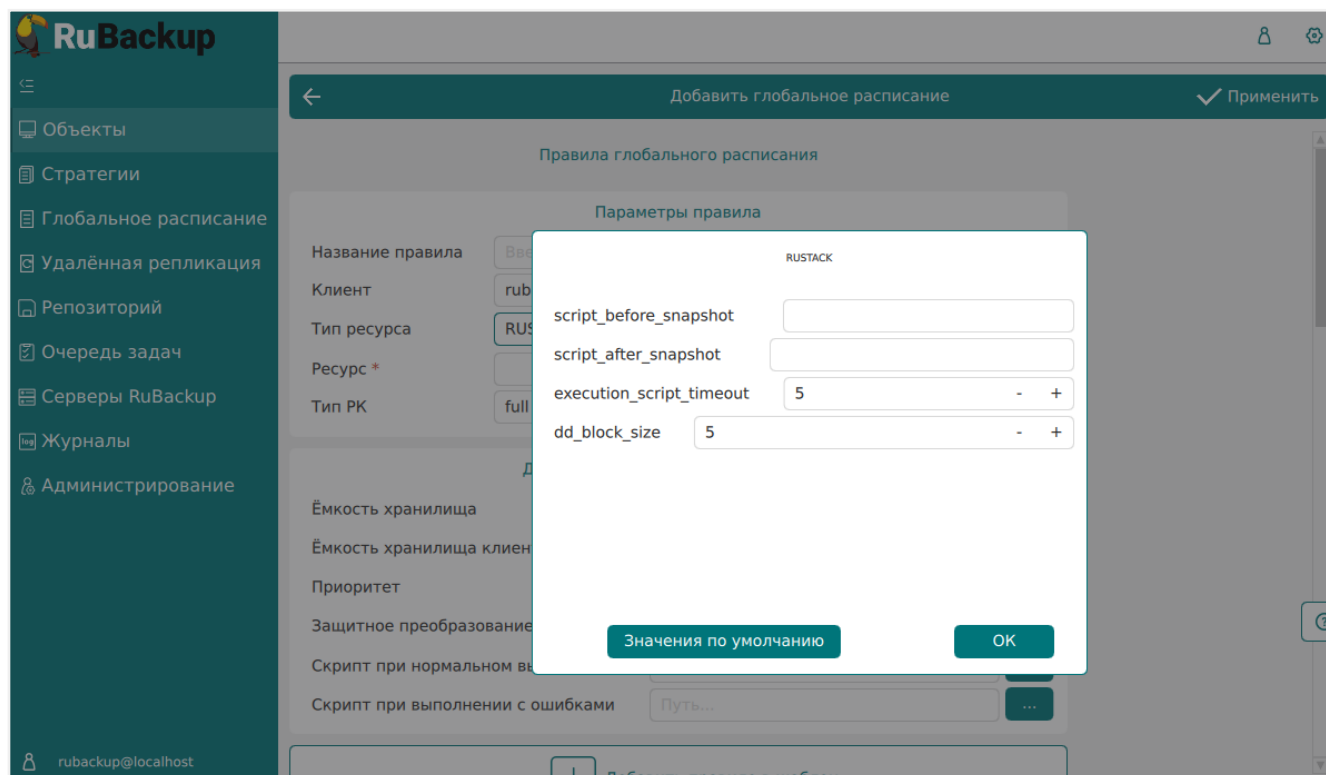 RuBackup
Добавить глобальное расписание
Применить
Объекты
Стратегии
Глобальное расписание
Удалённая репликация
Репозиторий
Очередь задач
Серверы RuBackup
Журналы
Администрирование
rubackup@localhost
Правила глобального расписания
Параметры правила
Название правила
Клиент rub
Тип ресурса RUS
Ресурс *
Тип РК full
Ёмкость хранилища
Ёмкость хранилища клиен
Приоритет
Защитное преобразование
Скрипт при нормальном вы
Скрипт при выполнении с ошибками Путь... ...
RUSTACK
script_before_snapshot
script_after_snapshot
execution_script_timeout 5 - +
dd_block_size 5 - +
Значения по умолчанию OK